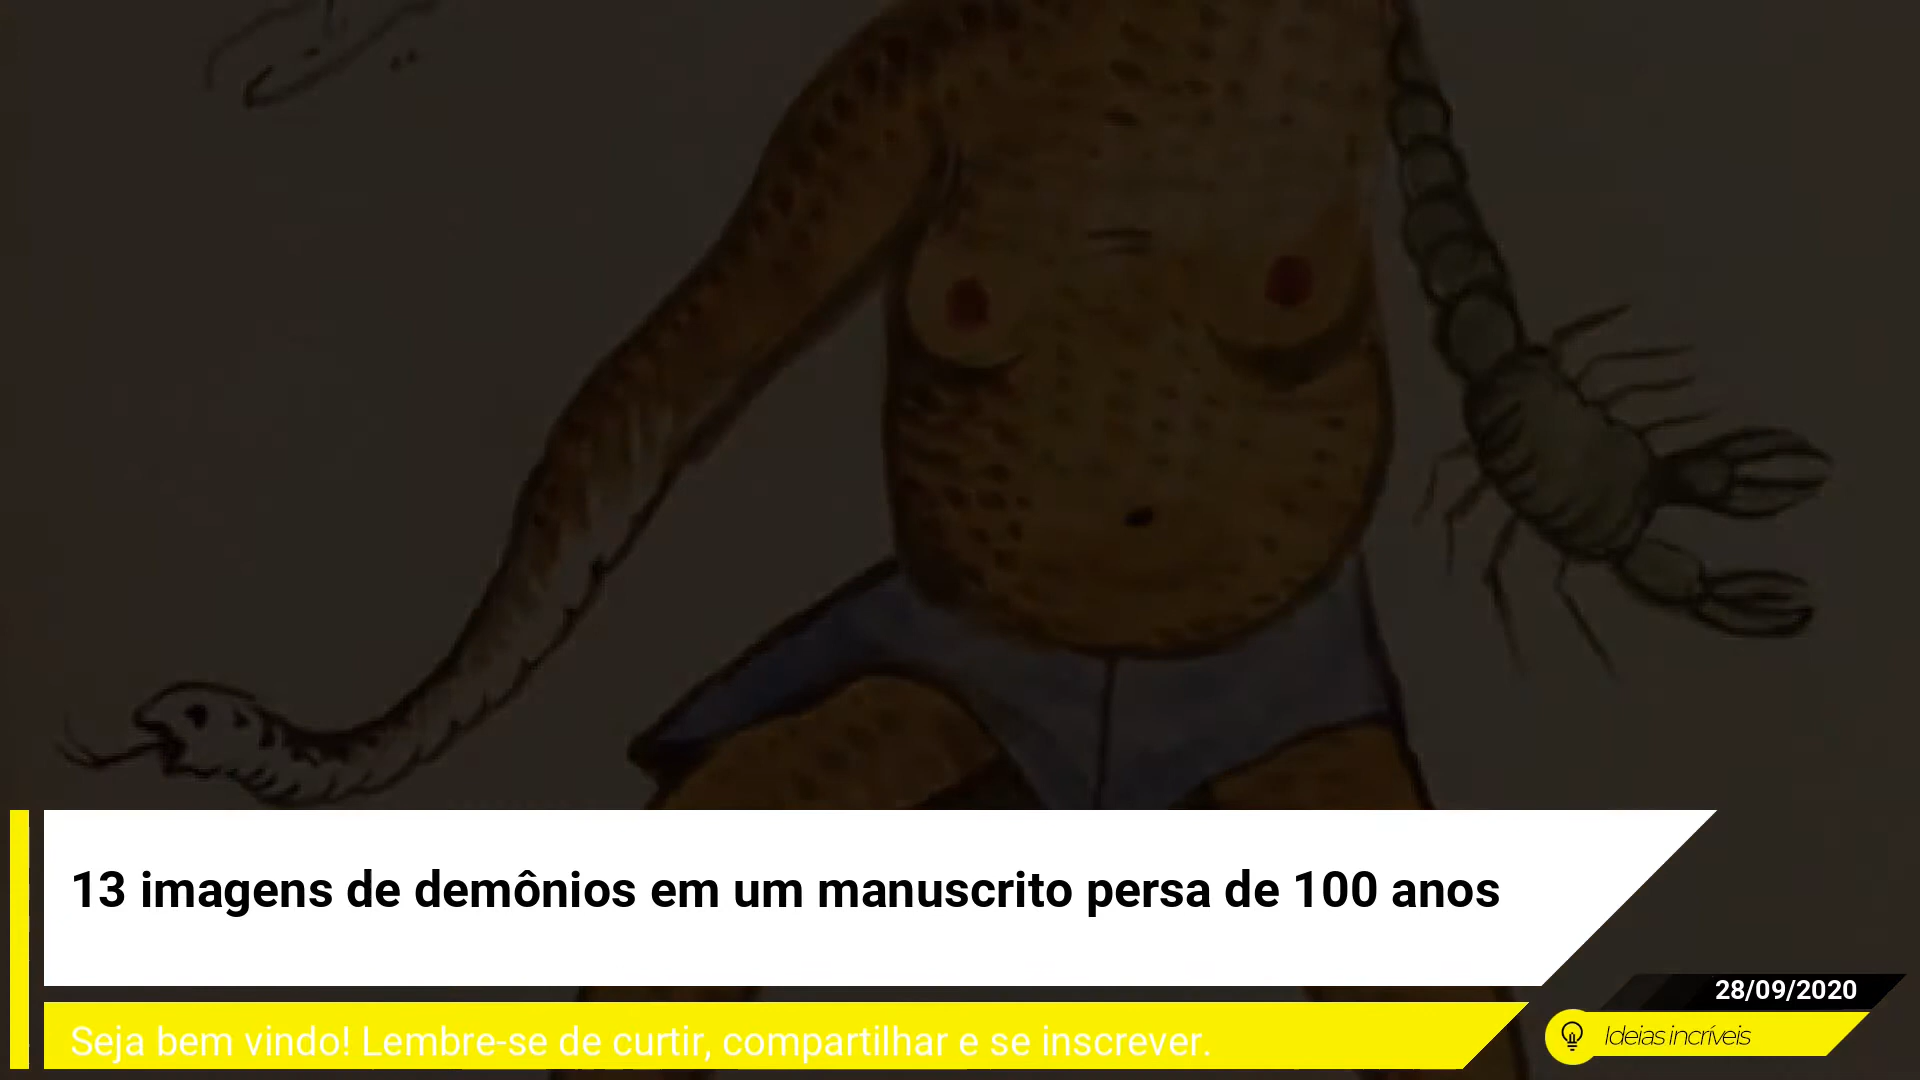 13 imagens de demônios em um manuscrito persa de 100 anos
28/09/2020
Seja bem vindo! Lembre-se de curtir, compartilhar e se inscrever.
Ideias incríveis